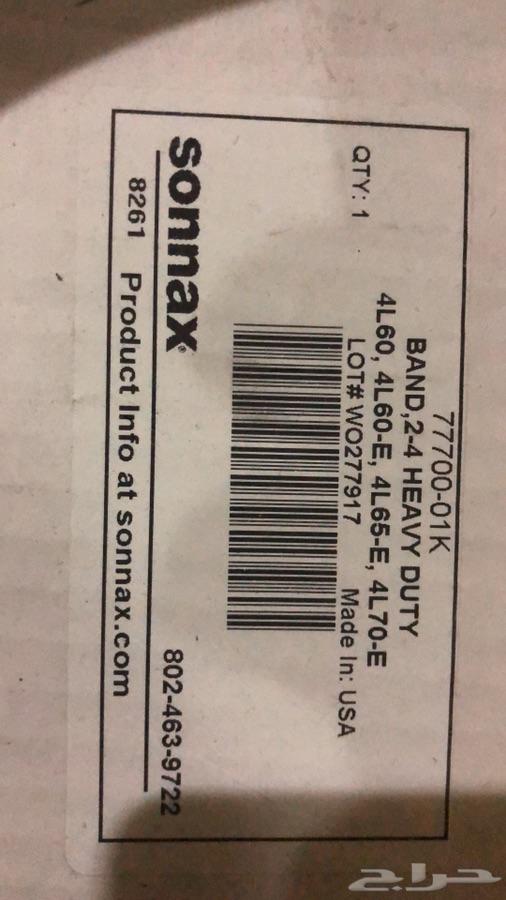 77700-01K
BAND,2-4 HEAVY DUTY
4L60, 4L60-E, 4L65-E, 4L70-E
QTY: 1
LOT# WO277917 Made In: USA
sonnax®
802-463-9722
8261 Product Info at sonnax.com
حراج